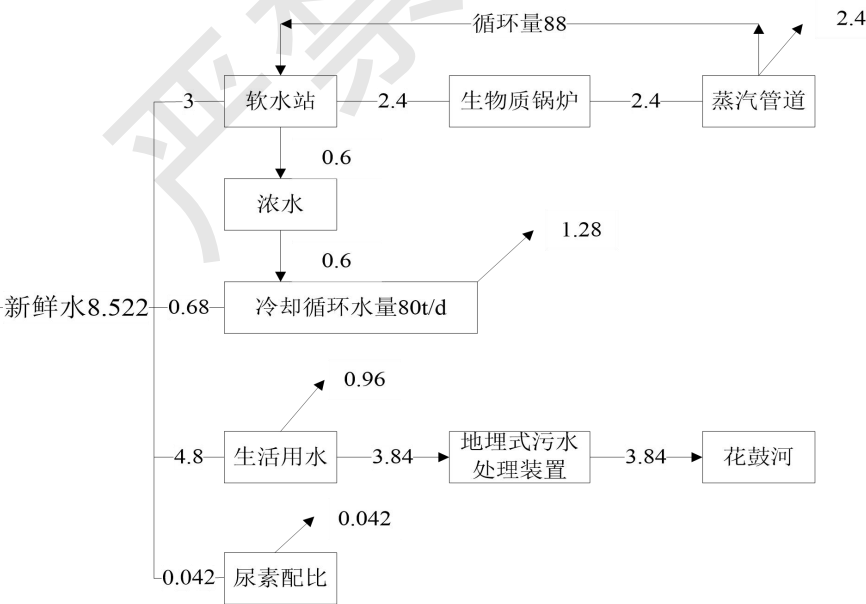 循环量88
2.4
3
软水站
2.4
生物质锅炉
2.4
蒸汽管道
0.6
浓水
1.28
0.6
新鲜水8.522
0.68
冷却循环水量80t/d
0.96
4.8
生活用水
3.84
地埋式污水
处理装置
3.84
花鼓河
0.042
0.042
尿素配比
严禁